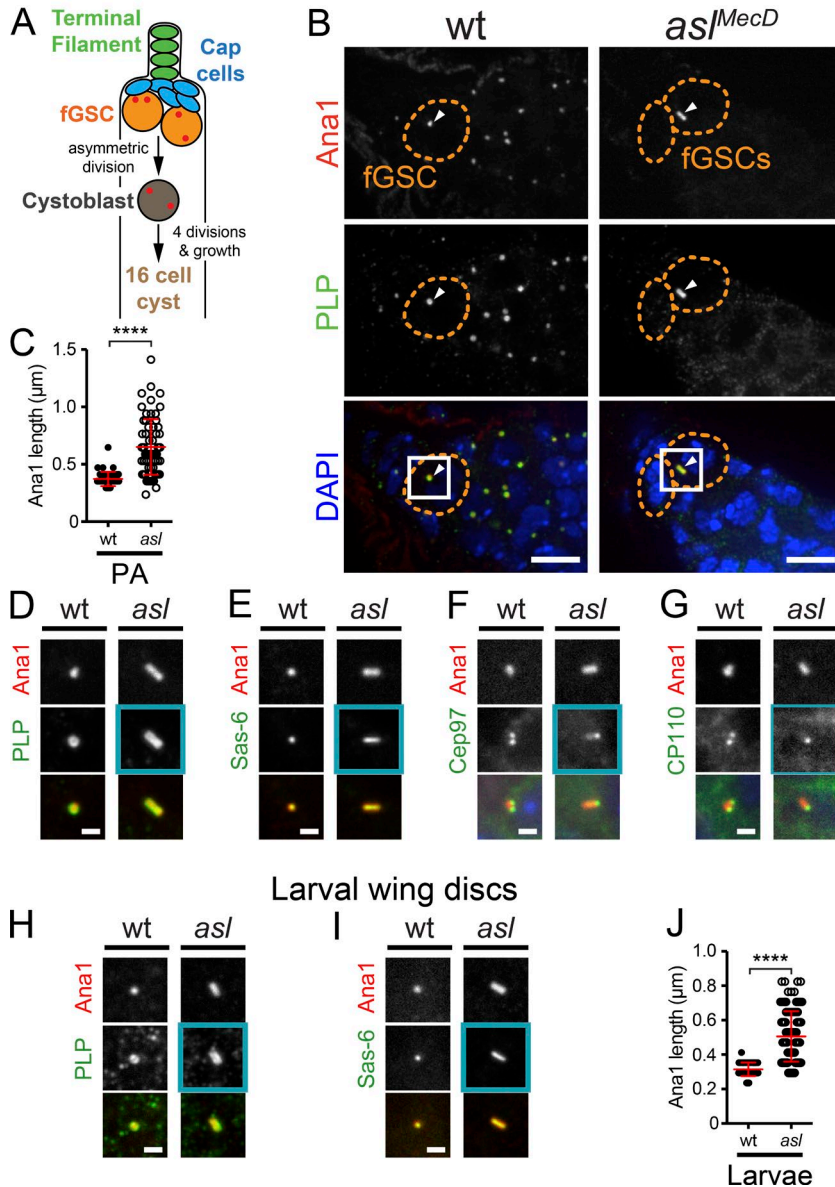 A
Terminal
Filament
Cap
cells
fGSC
asymmetric
division
Cystoblast
4 divisions
& growth
16 cell
cyst
B
wt
asl^MecD
Ana1
fGSC
fGSCs
PLP
DAPI
C
****
Ana1 length (µm)
1.5
1.0
0.5
0
wt
asl
PA
D
wt
asl
Ana1
PLP
E
wt
asl
Ana1
Sas-6
F
wt
asl
Ana1
Cep97
G
wt
asl
Ana1
CP110
Larval wing discs
H
wt
asl
Ana1
PLP
I
wt
asl
Ana1
Sas-6
J
****
Ana1 length (µm)
1.0
0.8
0.6
0.4
0.2
0
wt
asl
Larvae